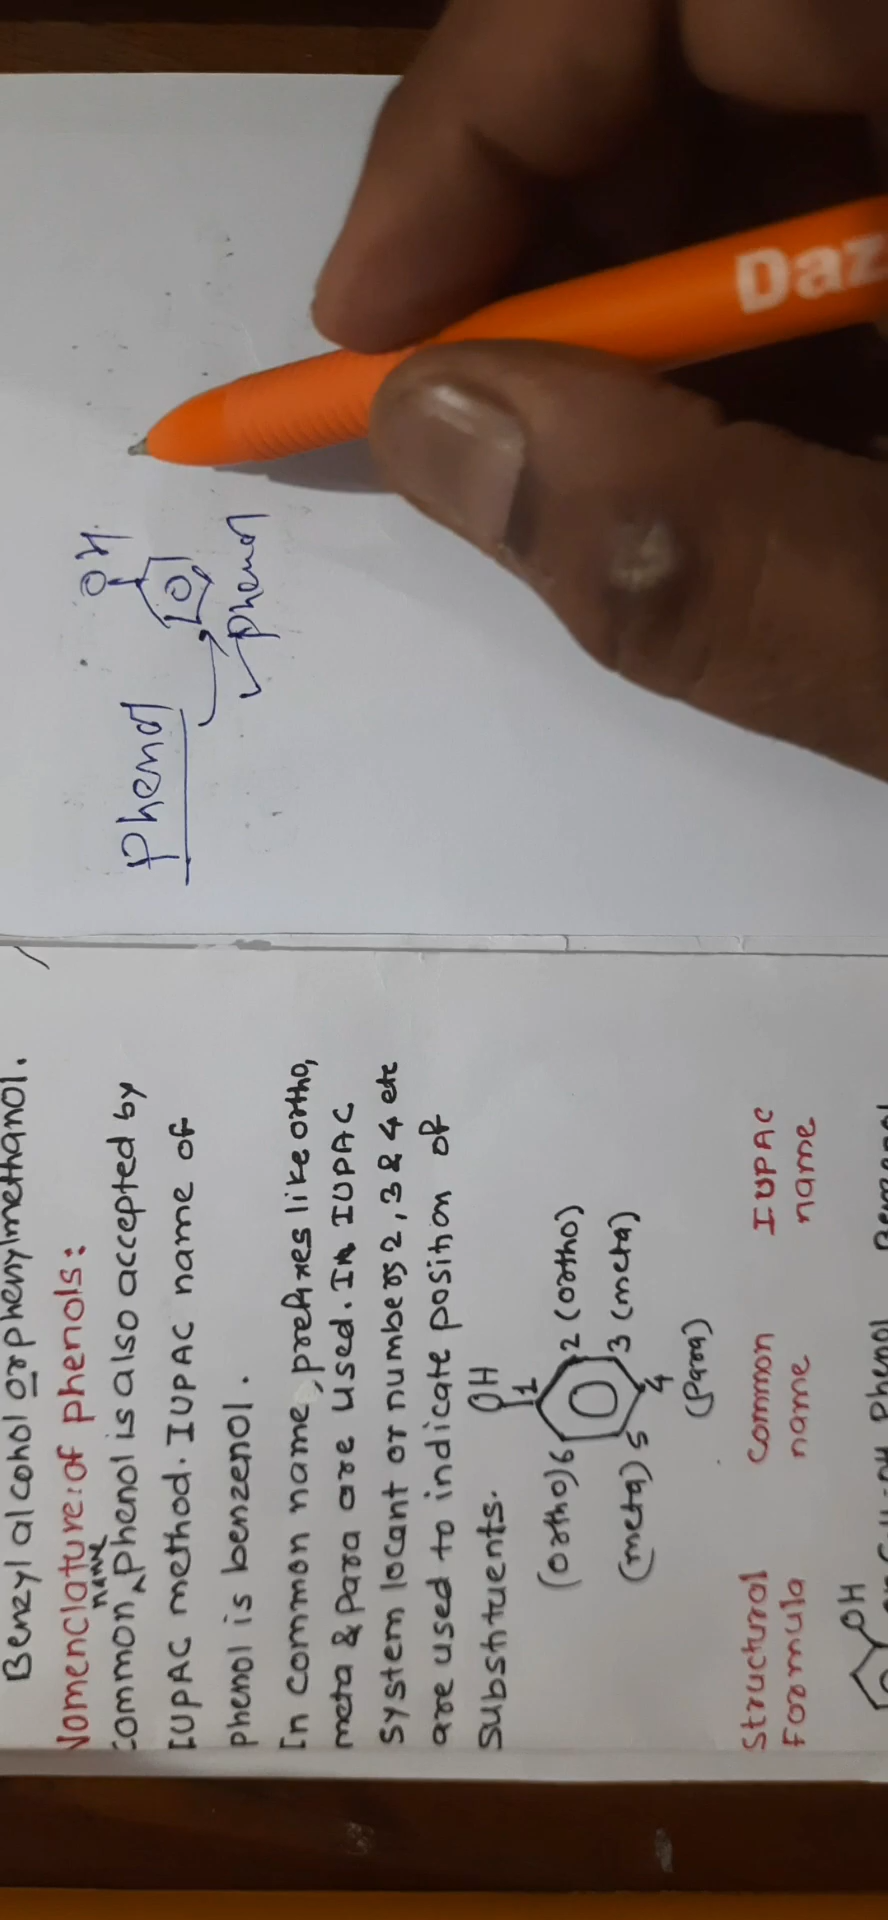 Benzyl alcohol or phenylmethanol.
Nomenclature: of phenols:
common name Phenol is also accepted by
IUPAC method. IUPAC name of
phenol is benzenol.
In common name, prefixes like ortho,
meta & para are used. In IUPAC
system locant or numbers 2, 3 & 4 etc
are used to indicate position of
substituents.
OH
1
(ortho) 6
2 (ortho)
(meta) 5
3 (meta)
4
(para)
Structural formula
Common name
IUPAC name
OH
Phenol
Phenol
OH
Phenol
Daz